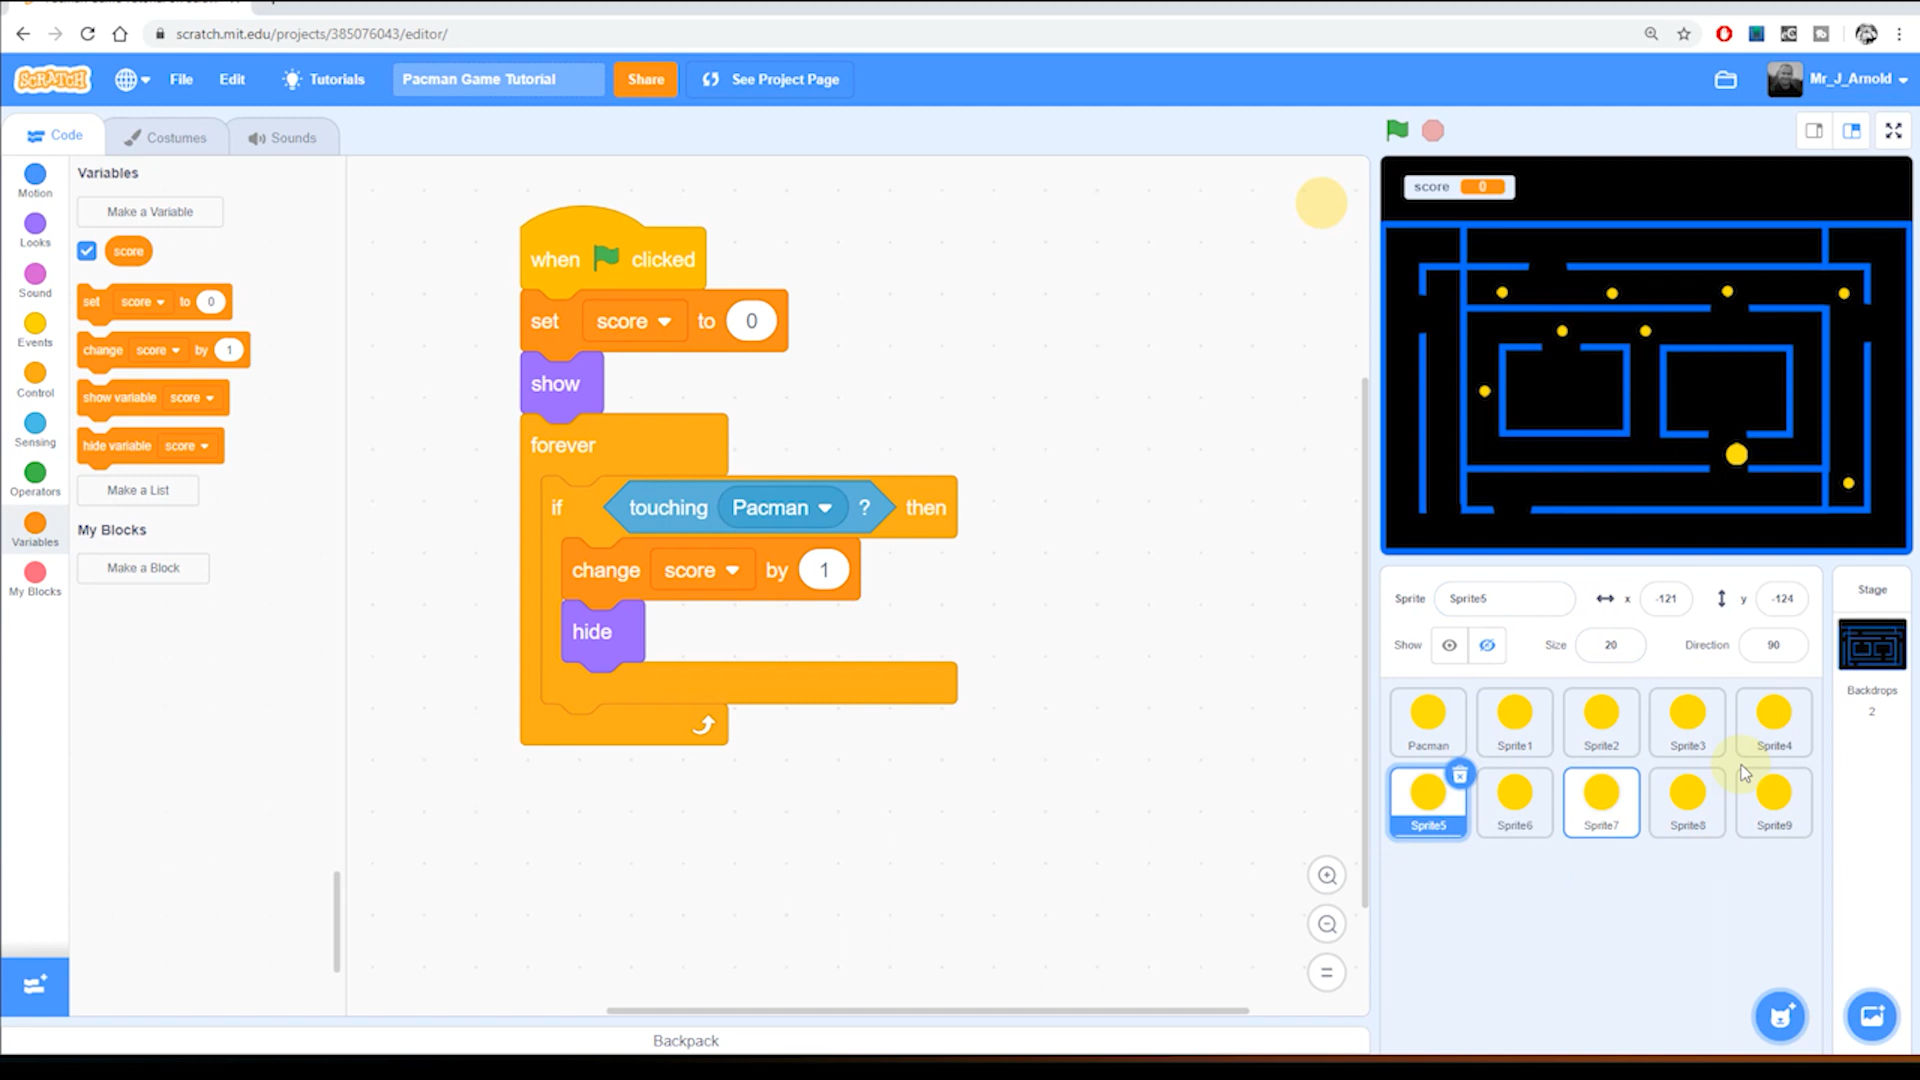 scratch.mit.edu/projects/385076043/editor/
SCRATCH
File
Edit
Tutorials
Pacman Game Tutorial
Share
See Project Page
Mr_J_Arnold
Code
Costumes
Sounds
Motion
Looks
Sound
Events
Control
Sensing
Operators
Variables
My Blocks
Variables
Make a Variable
score
set score to 0
change score by 1
show variable score
hide variable score
Make a List
My Blocks
Make a Block
when clicked
set score to 0
show
forever
if touching Pacman ? then
change score by 1
hide
Backpack
score 0
Sprite Sprite5 x -121 y -124
Show Size 20 Direction 90
Pacman Sprite1 Sprite2 Sprite3 Sprite4
Sprite5 Sprite6 Sprite7 Sprite8 Sprite9
Stage
Backdrops
2